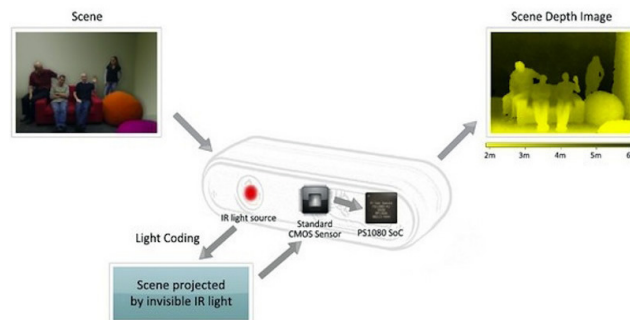 Scene
Scene Depth Image
2m 3m 4m 5m 6
IR light source
Standard
CMOS Sensor
PS1080 SoC
Light Coding
Scene projected
by invisible IR light